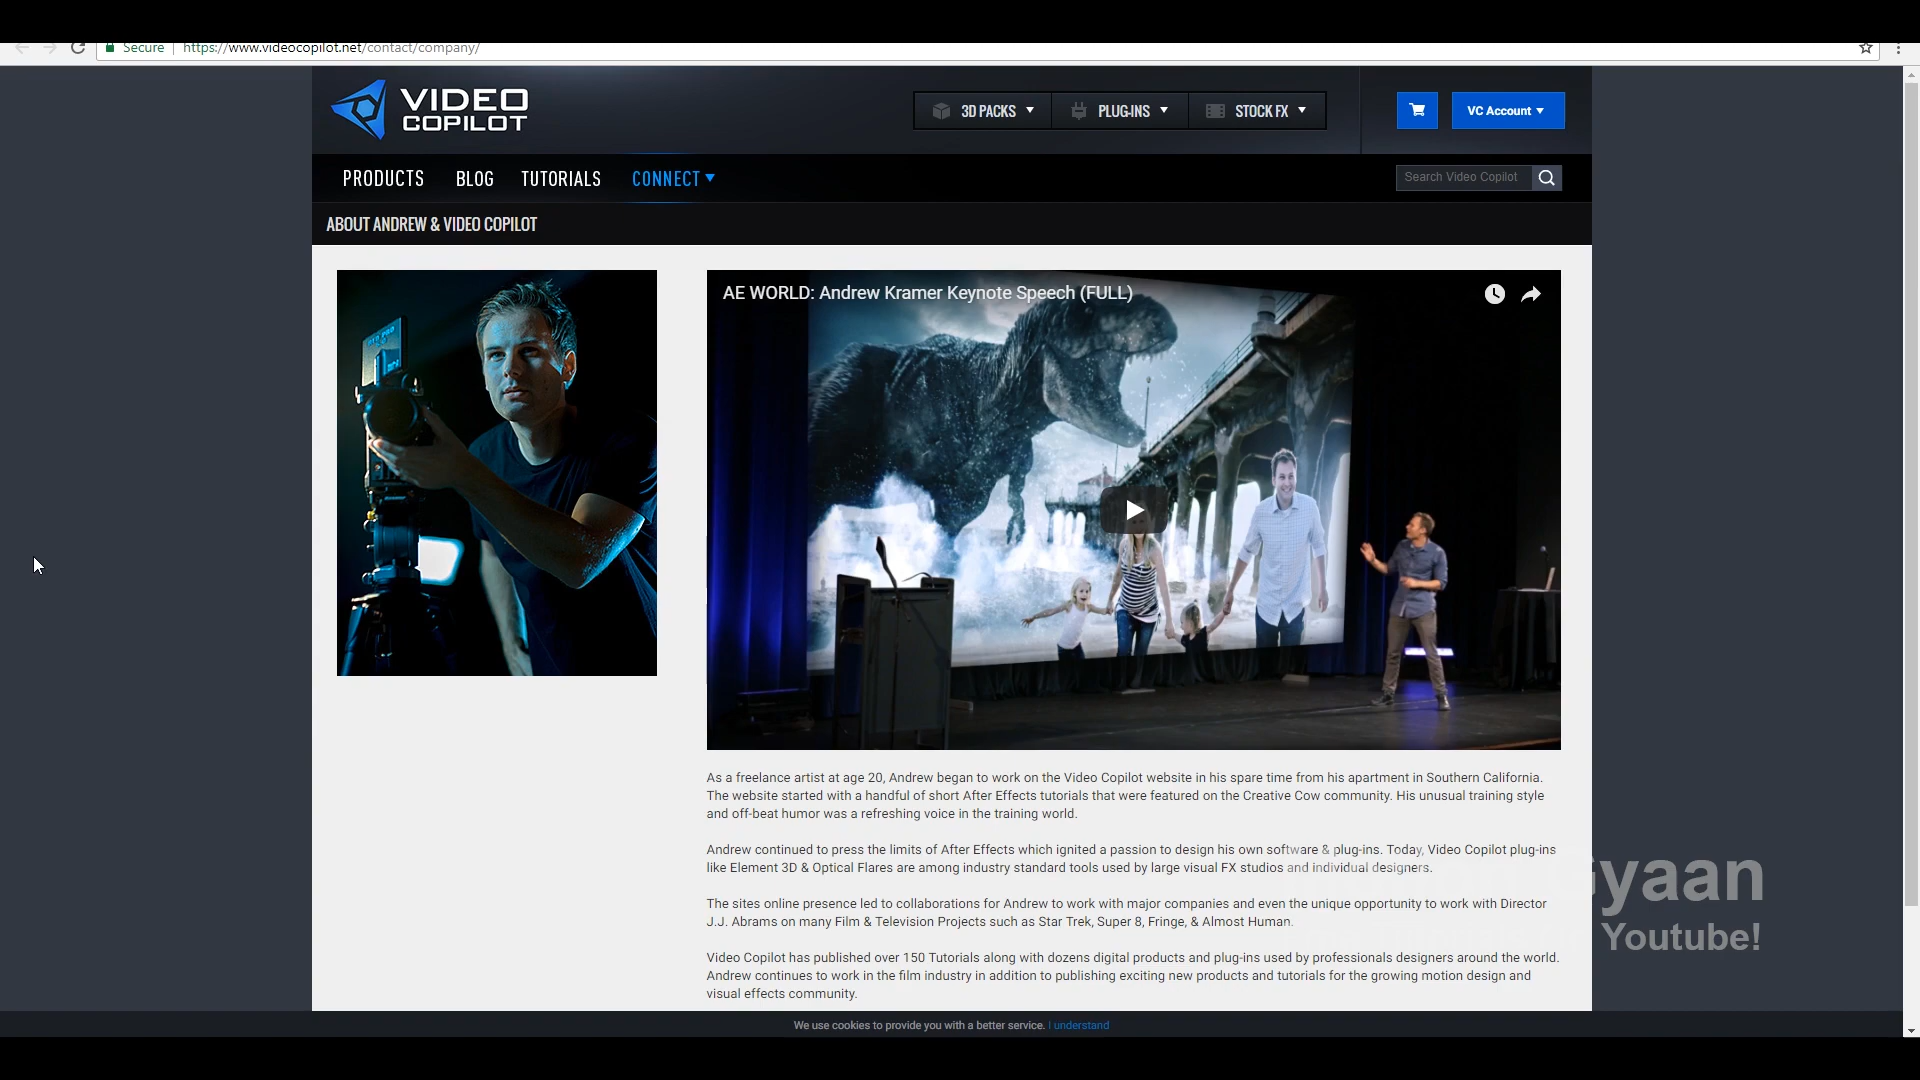 Secure https://www.videocopilot.net/contact/company/
VIDEO
COPILOT
3D PACKS
PLUG-INS
STOCK FX
VC Account
PRODUCTS
BLOG
TUTORIALS
CONNECT
Search Video Copilot
ABOUT ANDREW & VIDEO COPILOT
AE WORLD: Andrew Kramer Keynote Speech (FULL)
As a freelance artist at age 20, Andrew began to work on the Video Copilot website in his spare time from his apartment in Southern California.
The website started with a handful of short After Effects tutorials that were featured on the Creative Cow community. His unusual training style
and off-beat humor was a refreshing voice in the training world.
Andrew continued to press the limits of After Effects which ignited a passion to design his own software & plug-ins. Today, Video Copilot plug-ins
like Element 3D & Optical Flares are among industry standard tools used by large visual FX studios and individual designers.
The sites online presence led to collaborations for Andrew to work with major companies and even the unique opportunity to work with Director
J.J. Abrams on many Film & Television Projects such as Star Trek, Super 8, Fringe, & Almost Human.
Video Copilot has published over 150 Tutorials along with dozens digital products and plug-ins used by professionals designers around the world.
Andrew continues to work in the film industry in addition to publishing exciting new products and tutorials for the growing motion design and
visual effects community.
Gyaan
Youtube!
We use cookies to provide you with a better service. I understand